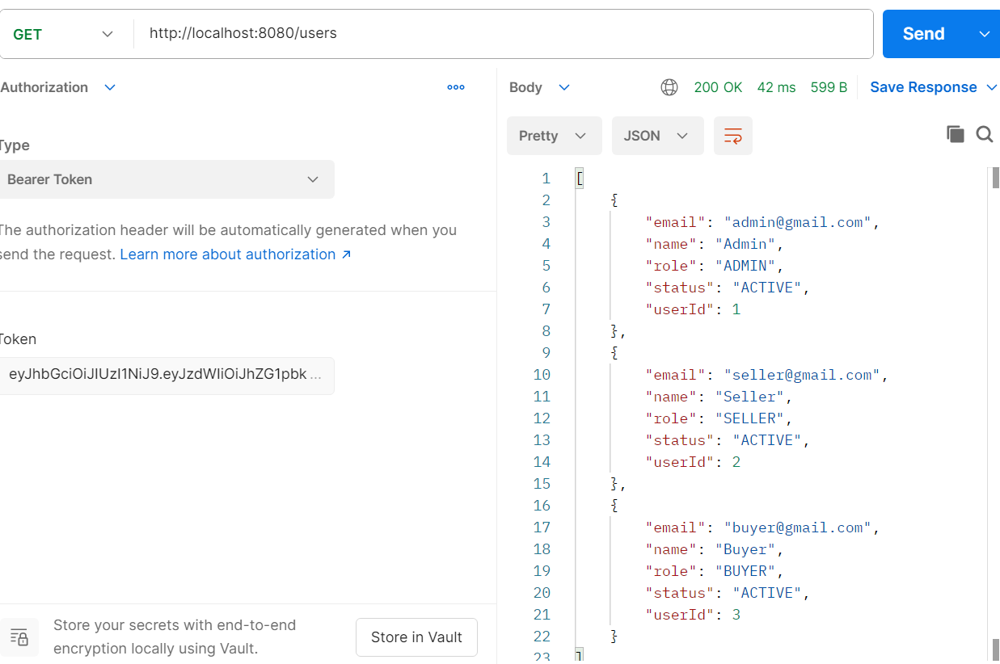 GET http://localhost:8080/users Send
Authorization
Body 200 OK 42 ms 599 B Save Response
Pretty JSON
Type
Bearer Token
The authorization header will be automatically generated when you
send the request. Learn more about authorization ↗
Token
eyJhbGciOiJIUzI1NiJ9.eyJzdWIiOiJhZG1pbk ...
Store your secrets with end-to-end
encryption locally using Vault.
Store in Vault
1 [
2 {
3 "email": "admin@gmail.com",
4 "name": "Admin",
5 "role": "ADMIN",
6 "status": "ACTIVE",
7 "userId": 1
8 },
9 {
10 "email": "seller@gmail.com",
11 "name": "Seller",
12 "role": "SELLER",
13 "status": "ACTIVE",
14 "userId": 2
15 },
16 {
17 "email": "buyer@gmail.com",
18 "name": "Buyer",
19 "role": "BUYER",
20 "status": "ACTIVE",
21 "userId": 3
22 }
23 ]